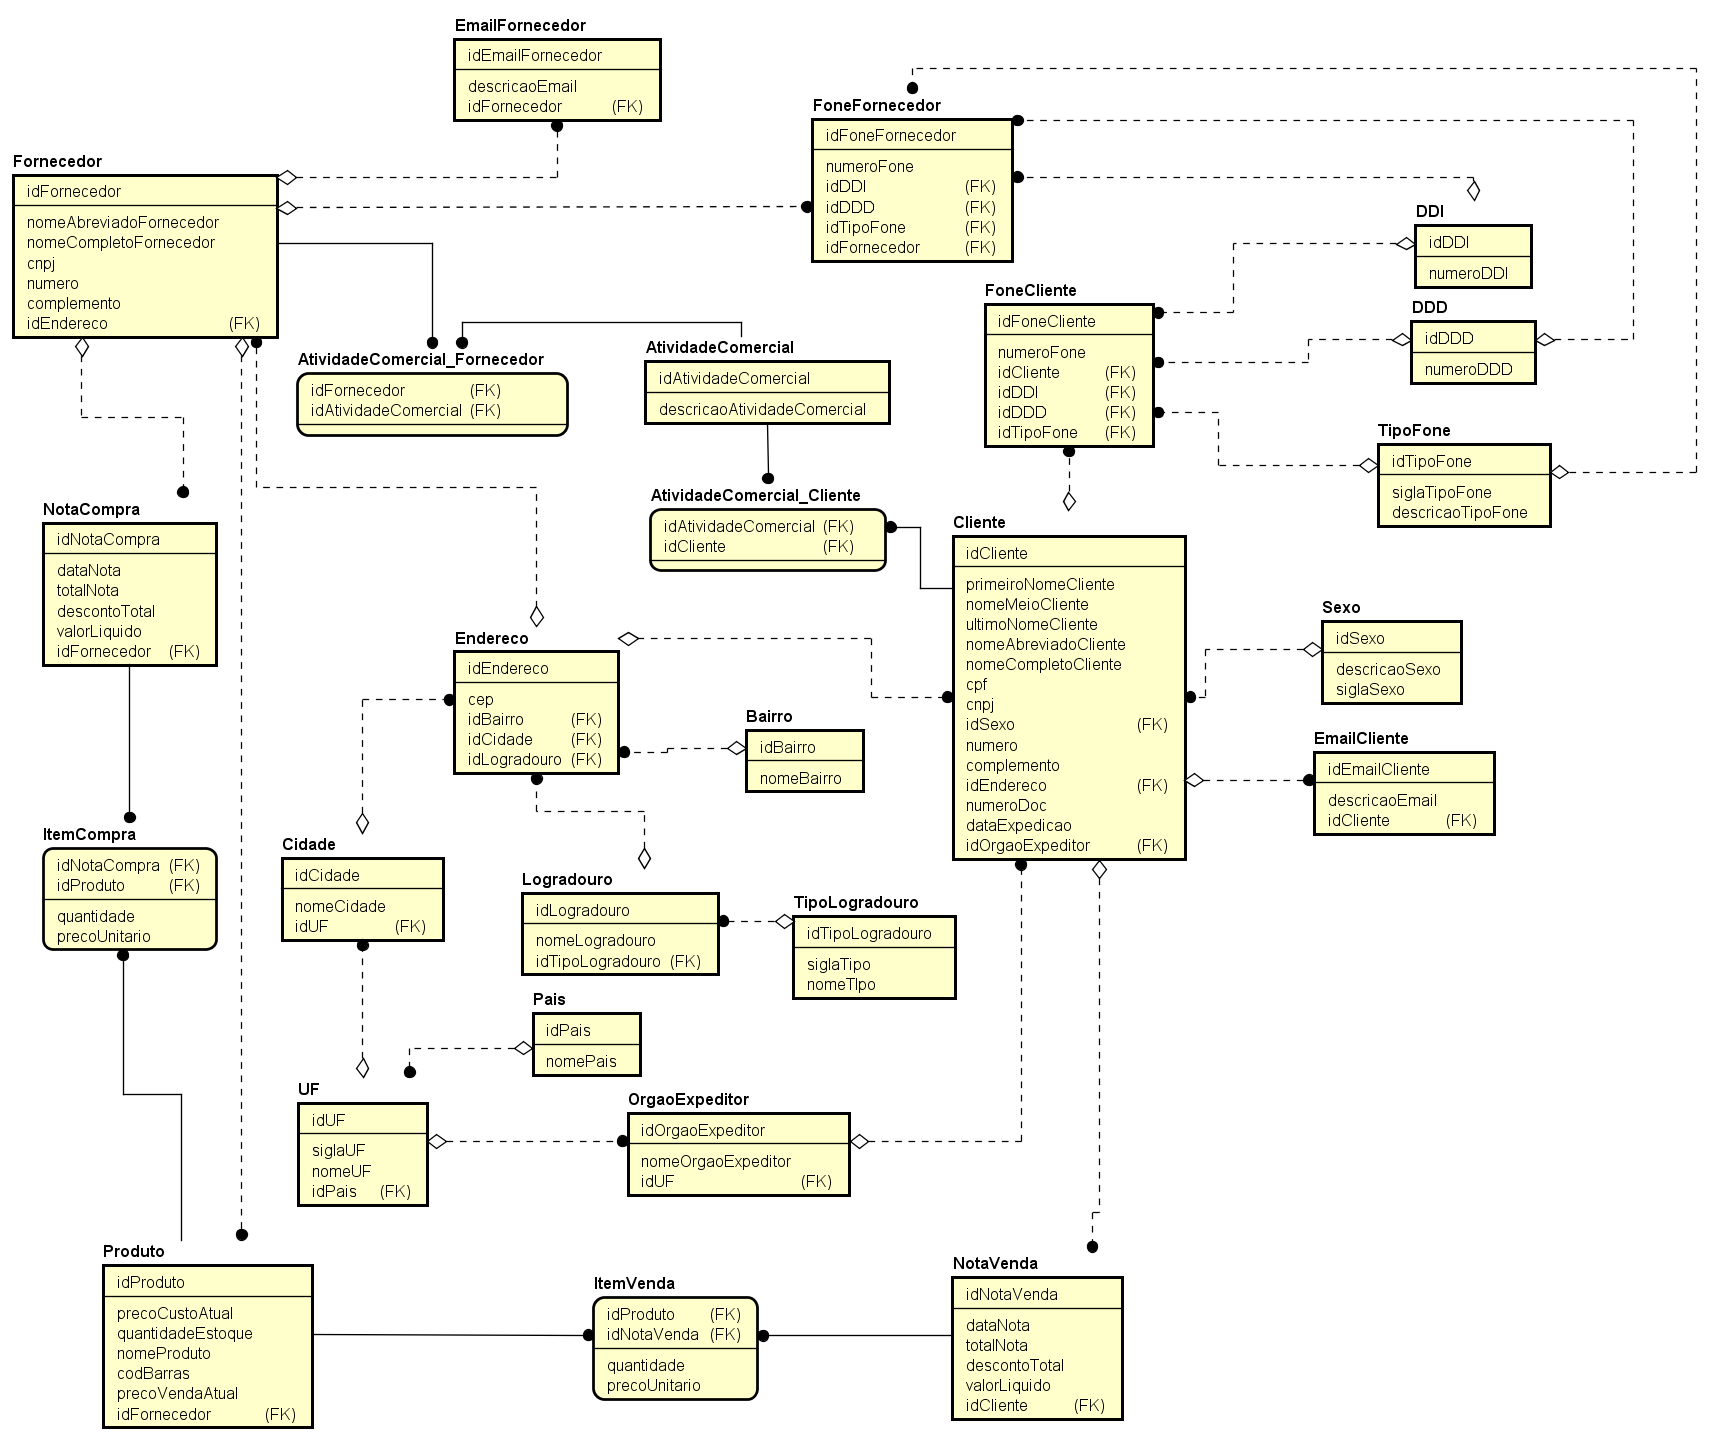 EmailFornecedor
idEmailFornecedor
descricaoEmail
idFornecedor (FK)
FoneFornecedor
idFoneFornecedor
numeroFone
idDDI (FK)
idDDD (FK)
idTipoFone (FK)
idFornecedor (FK)
Fornecedor
idFornecedor
nomeAbreviadoFornecedor
nomeCompletoFornecedor
cnpj
numero
complemento
idEndereco (FK)
DDI
idDDI
numeroDDI
FoneCliente
idFoneCliente
numeroFone
idCliente (FK)
idDDI (FK)
idDDD (FK)
idTipoFone (FK)
DDD
idDDD
numeroDDD
AtividadeComercial_Fornecedor
idFornecedor (FK)
idAtividadeComercial (FK)
AtividadeComercial
idAtividadeComercial
descricaoAtividadeComercial
TipoFone
idTipoFone
siglaTipoFone
descricaoTipoFone
AtividadeComercial_Cliente
idAtividadeComercial (FK)
idCliente (FK)
NotaCompra
idNotaCompra
dataNota
totalNota
descontoTotal
valorLiquido
idFornecedor (FK)
Cliente
idCliente
primeiroNomeCliente
nomeMeioCliente
ultimoNomeCliente
nomeAbreviadoCliente
nomeCompletoCliente
cpf
cnpj
idSexo (FK)
numero
complemento
idEndereco (FK)
numeroDoc
dataExpedicao
idOrgaoExpeditor (FK)
Sexo
idSexo
descricaoSexo
siglaSexo
Endereco
idEndereco
cep
idBairro (FK)
idCidade (FK)
idLogradouro (FK)
Bairro
idBairro
nomeBairro
EmailCliente
idEmailCliente
descricaoEmail
idCliente (FK)
ItemCompra
idNotaCompra (FK)
idProduto (FK)
quantidade
precoUnitario
Cidade
idCidade
nomeCidade
idUF (FK)
Logradouro
idLogradouro
nomeLogradouro
idTipoLogradouro (FK)
TipoLogradouro
idTipoLogradouro
siglaTipo
nomeTIpo
Pais
idPais
nomePais
UF
idUF
siglaUF
nomeUF
idPais (FK)
OrgaoExpeditor
idOrgaoExpeditor
nomeOrgaoExpeditor
idUF (FK)
Produto
idProduto
precoCustoAtual
quantidadeEstoque
nomeProduto
codBarras
precoVendaAtual
idFornecedor (FK)
ItemVenda
idProduto (FK)
idNotaVenda (FK)
quantidade
precoUnitario
NotaVenda
idNotaVenda
dataNota
totalNota
descontoTotal
valorLiquido
idCliente (FK)